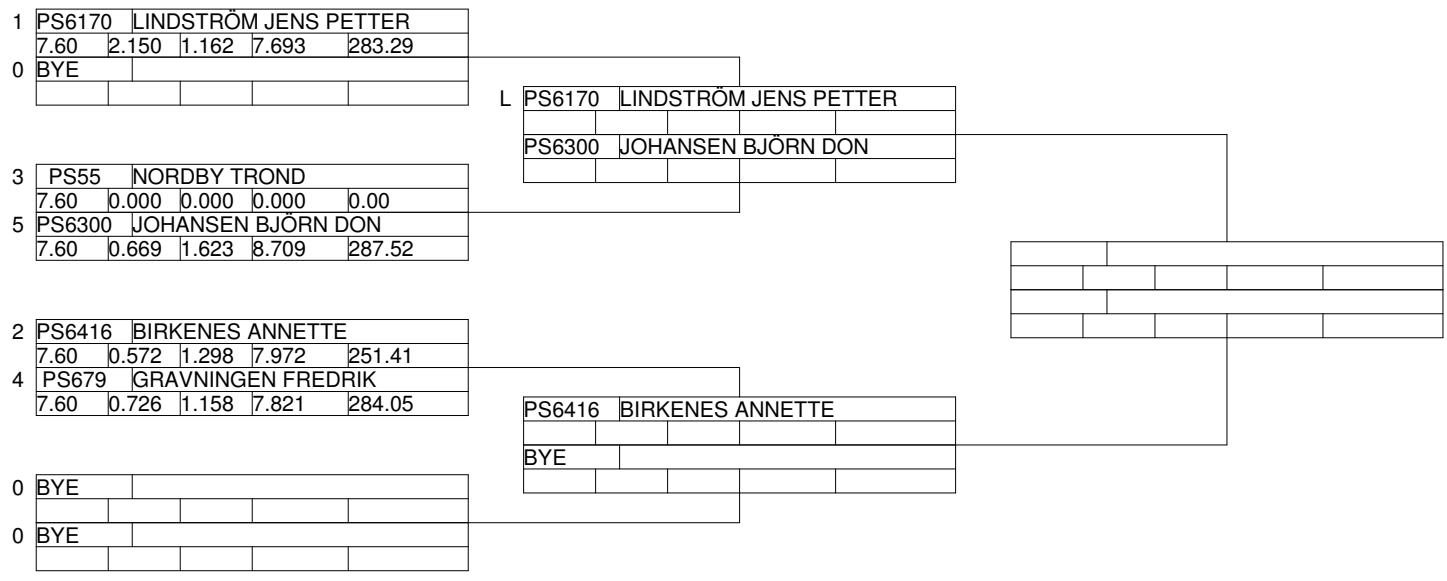 1 PS6170 LINDSTRÖM JENS PETTER
7.60 2.150 1.162 7.693 283.29
0 BYE
3 PS55 NORDBY TROND
7.60 0.000 0.000 0.000 0.00
5 PS6300 JOHANSEN BJÖRN DON
7.60 0.669 1.623 8.709 287.52
2 PS6416 BIRKENES ANNETTE
7.60 0.572 1.298 7.972 251.41
4 PS679 GRAVNINGEN FREDRIK
7.60 0.726 1.158 7.821 284.05
0 BYE
0 BYE
L PS6170 LINDSTRÖM JENS PETTER
PS6300 JOHANSEN BJÖRN DON
PS6416 BIRKENES ANNETTE
BYE